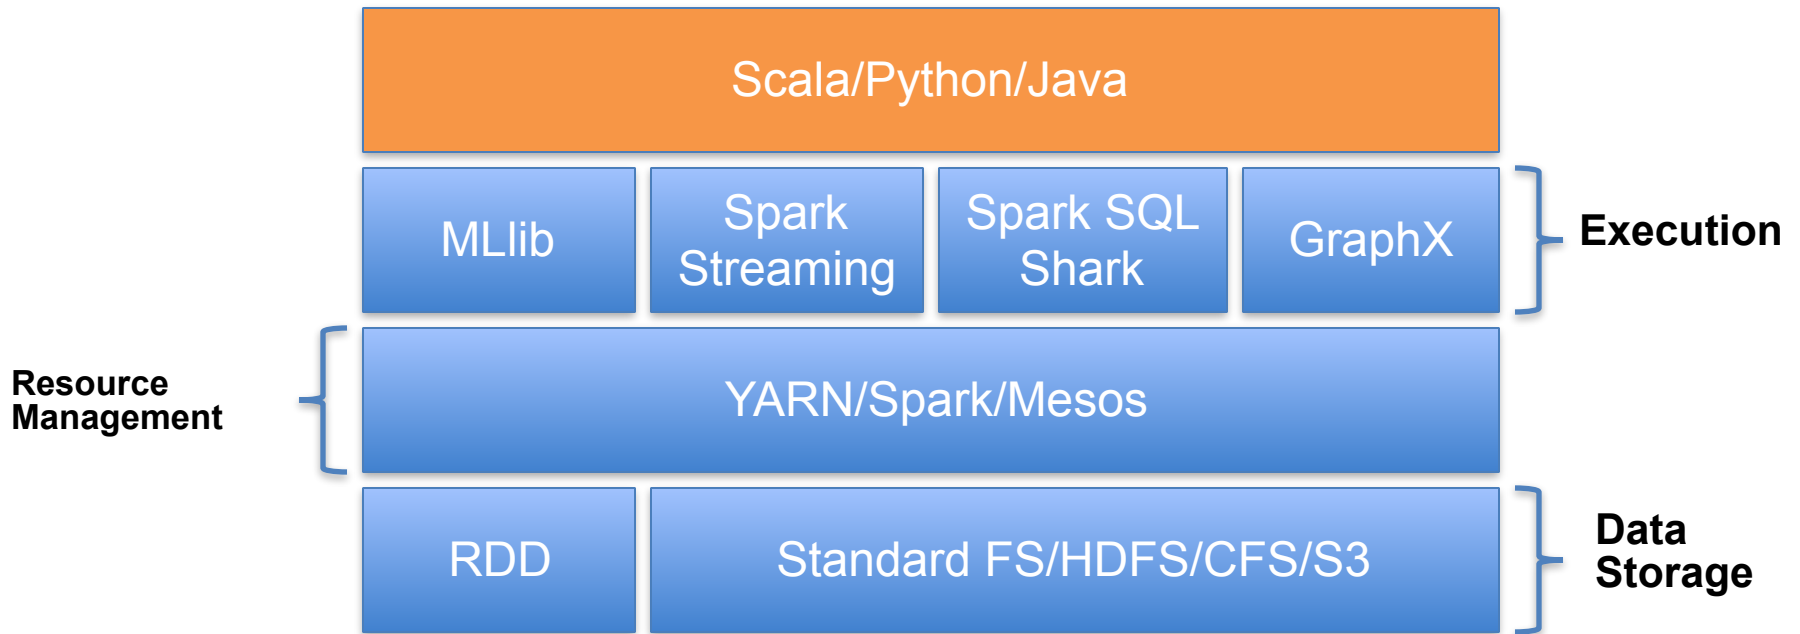 Scala/Python/Java
MLlib
Spark
Streaming
Spark SQL
Shark
GraphX
Execution
Resource
Management
YARN/Spark/Mesos
RDD
Standard FS/HDFS/CFS/S3
Data
Storage